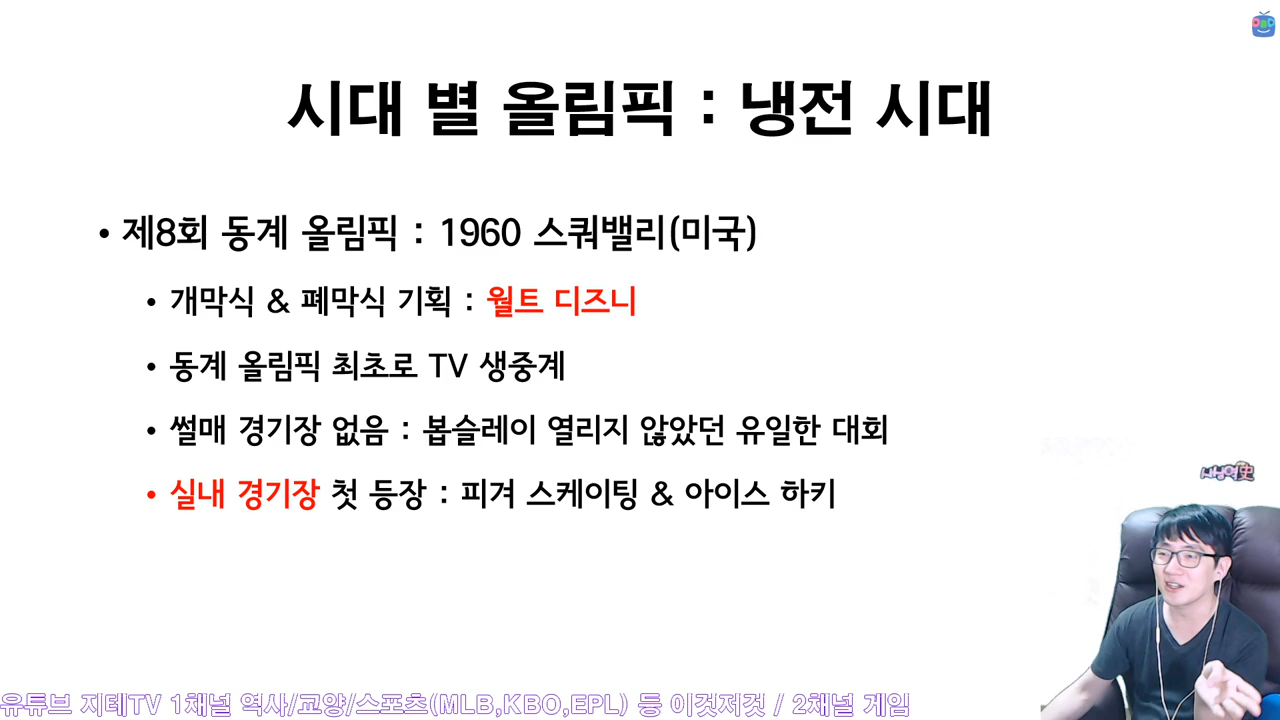 시대 별 올림픽 : 냉전 시대
• 제8회 동계 올림픽 : 1960 스쿼밸리(미국)
• 개막식 & 폐막식 기획 : 월트 디즈니
• 동계 올림픽 최초로 TV 생중계
• 썰매 경기장 없음 : 봅슬레이 열리지 않았던 유일한 대회
• 실내 경기장 첫 등장 : 피겨 스케이팅 & 아이스 하키
유튜브 지테TV 1채널 역사/교양/스포츠(MLB,KBO,EPL) 등 이것저것 / 2채널 게임